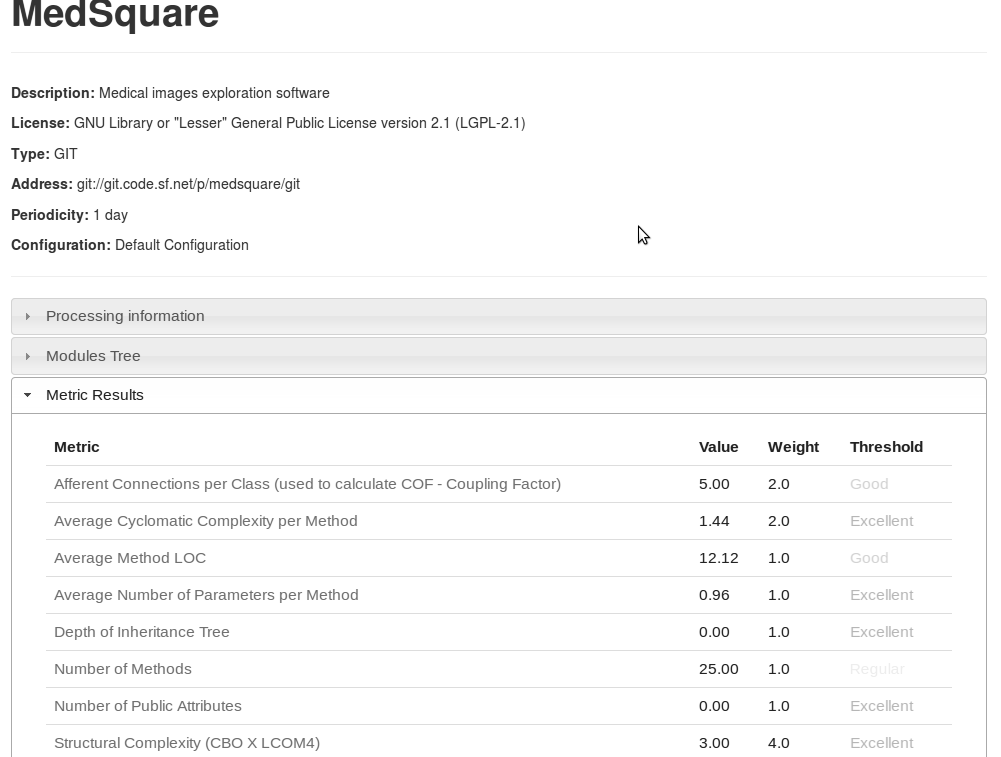 MedSquare
Description: Medical images exploration software
License: GNU Library or "Lesser" General Public License version 2.1 (LGPL-2.1)
Type: GIT
Address: git://git.code.sf.net/p/medsquare/git
Periodicity: 1 day
Configuration: Default Configuration
Processing information
Modules Tree
Metric Results
Metric Value Weight Threshold
Afferent Connections per Class (used to calculate COF - Coupling Factor) 5.00 2.0 Good
Average Cyclomatic Complexity per Method 1.44 2.0 Excellent
Average Method LOC 12.12 1.0 Good
Average Number of Parameters per Method 0.96 1.0 Excellent
Depth of Inheritance Tree 0.00 1.0 Excellent
Number of Methods 25.00 1.0 Regular
Number of Public Attributes 0.00 1.0 Excellent
Structural Complexity (CBO X LCOM4) 3.00 4.0 Excellent